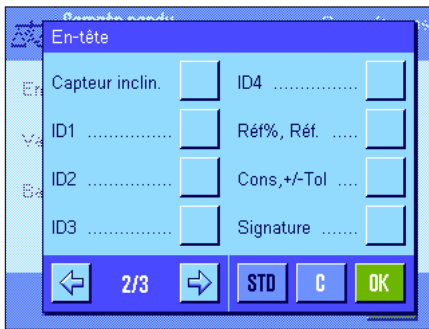 En-tête
Capteur inclin.
ID1 ................
ID2 ................
ID3 ................
ID4 ................
Réf%, Réf. .....
Cons,+/-Tol ....
Signature .......
2/3
STD
C
OK